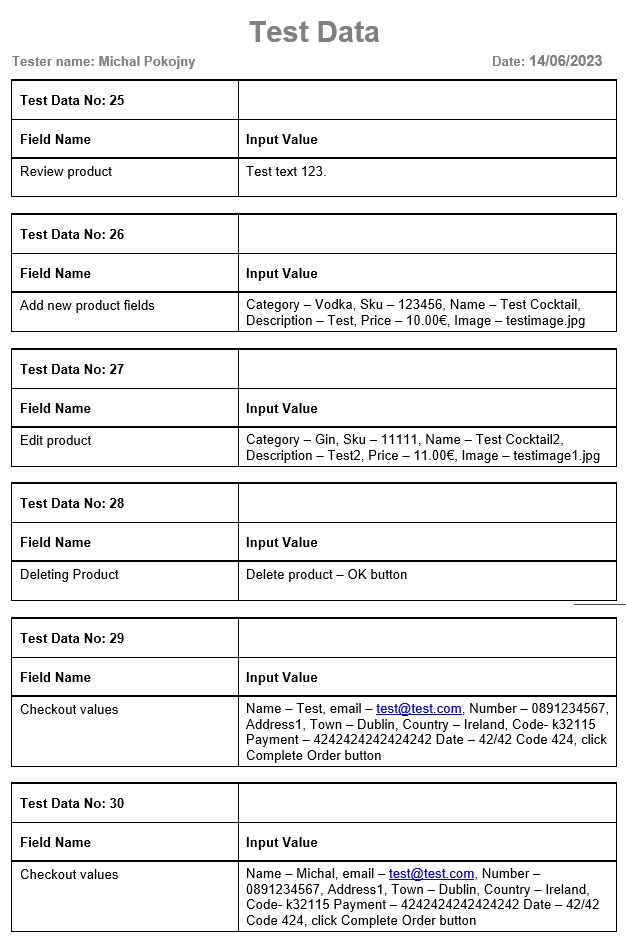 Test Data
Tester name: Michal Pokojny Date: 14/06/2023
Test Data No: 25
Field Name Input Value
Review product Test text 123.
Test Data No: 26
Field Name Input Value
Add new product fields Category – Vodka, Sku – 123456, Name – Test Cocktail,
Description – Test, Price – 10.00€, Image – testimage.jpg
Test Data No: 27
Field Name Input Value
Edit product Category – Gin, Sku – 11111, Name – Test Cocktail2,
Description – Test2, Price – 11.00€, Image – testimage1.jpg
Test Data No: 28
Field Name Input Value
Deleting Product Delete product – OK button
Test Data No: 29
Field Name Input Value
Checkout values Name – Test, email – test@test.com, Number – 0891234567,
Address1, Town – Dublin, Country – Ireland, Code- k32115
Payment – 4242424242424242 Date – 42/42 Code 424, click
Complete Order button
Test Data No: 30
Field Name Input Value
Checkout values Name – Michal, email – test@test.com, Number –
0891234567, Address1, Town – Dublin, Country – Ireland,
Code- k32115 Payment – 4242424242424242 Date – 42/42
Code 424, click Complete Order button